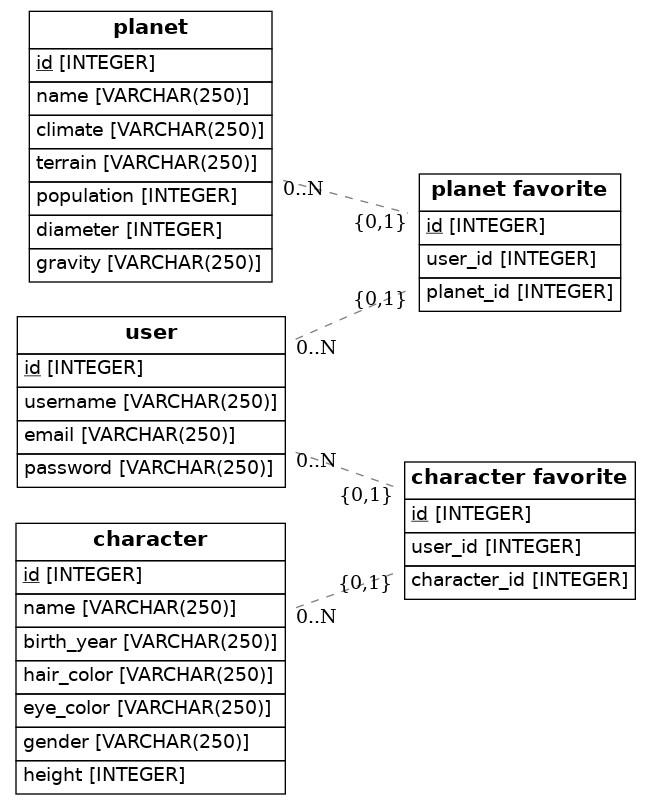 planet
id [INTEGER]
name [VARCHAR(250)]
climate [VARCHAR(250)]
terrain [VARCHAR(250)]
population [INTEGER]
diameter [INTEGER]
gravity [VARCHAR(250)]
0..N
{0,1}
planet favorite
id [INTEGER]
user_id [INTEGER]
planet_id [INTEGER]
{0,1}
0..N
user
id [INTEGER]
username [VARCHAR(250)]
email [VARCHAR(250)]
password [VARCHAR(250)]
0..N
{0,1}
character favorite
id [INTEGER]
user_id [INTEGER]
character_id [INTEGER]
{0,1}
0..N
character
id [INTEGER]
name [VARCHAR(250)]
birth_year [VARCHAR(250)]
hair_color [VARCHAR(250)]
eye_color [VARCHAR(250)]
gender [VARCHAR(250)]
height [INTEGER]